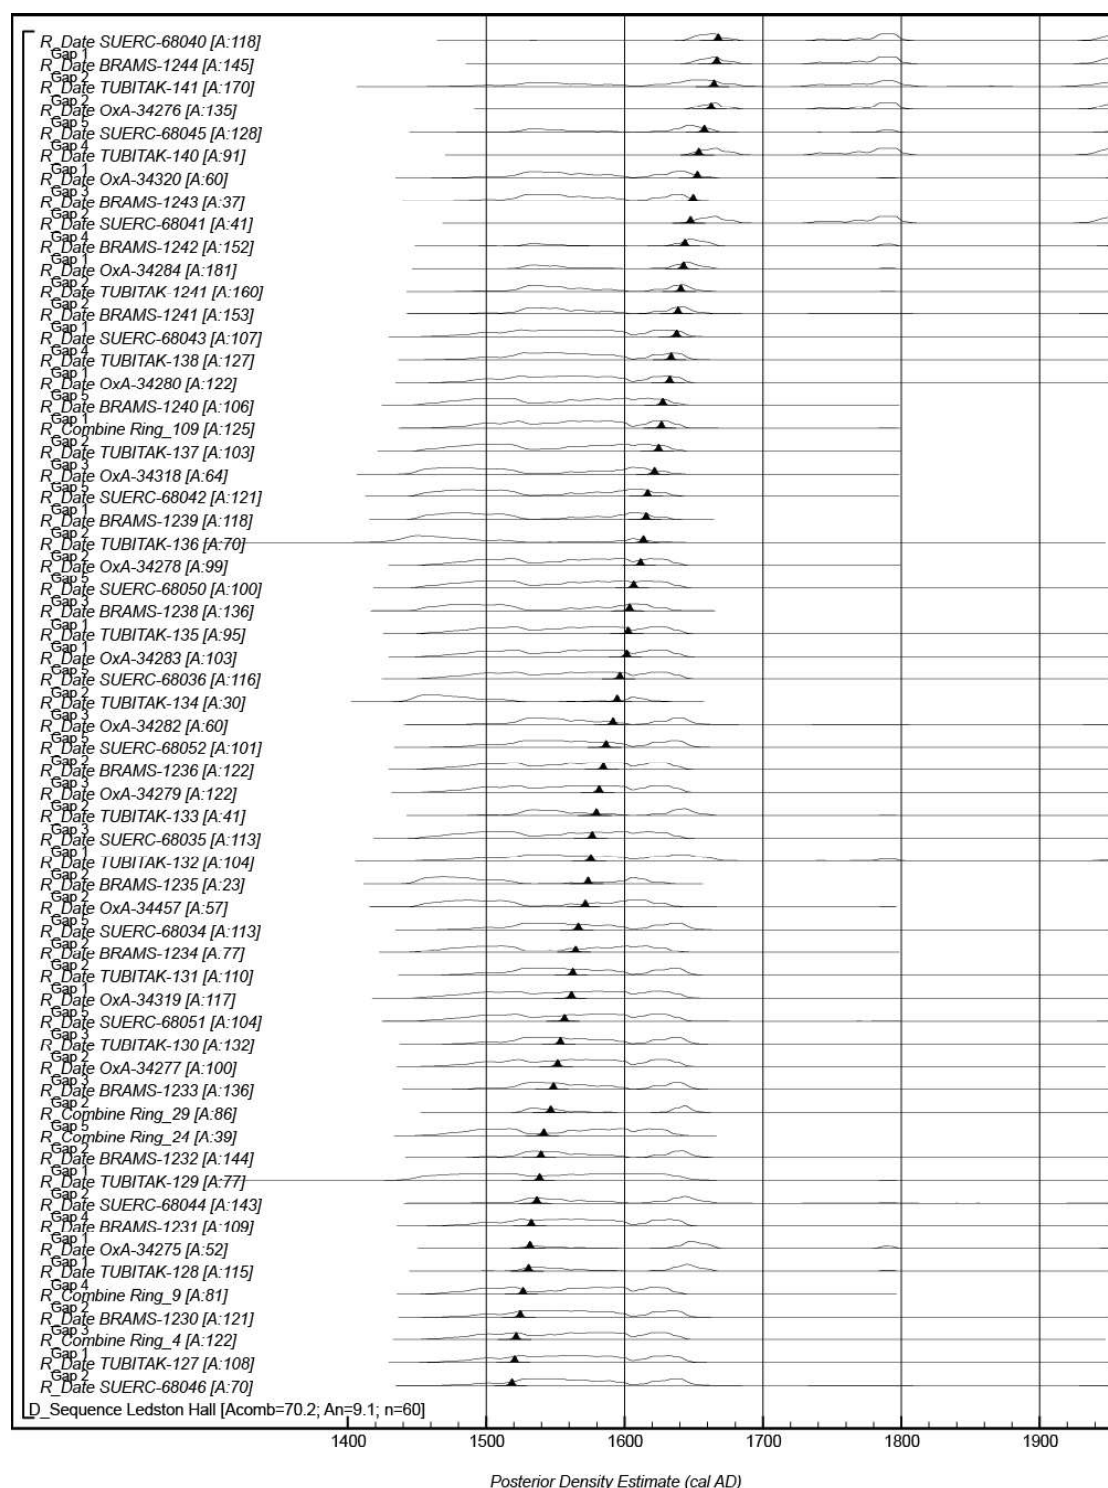 R_Date SUERC-68040 [A:118]
Gap 1
R_Date BRAMS-1244 [A:145]
Gap 2
R_Date TUBITAK-141 [A:170]
Gap 2
R_Date OxA-34276 [A:135]
Gap 5
R_Date SUERC-68045 [A:128]
Gap 4
R_Date TUBITAK-140 [A:91]
Gap 1
R_Date OxA-34320 [A:60]
Gap 3
R_Date BRAMS-1243 [A:37]
Gap 2
R_Date SUERC-68041 [A:41]
Gap 4
R_Date BRAMS-1242 [A:152]
Gap 1
R_Date OxA-34284 [A:181]
Gap 2
R_Date TUBITAK-1241 [A:160]
Gap 2
R_Date BRAMS-1241 [A:153]
Gap 1
R_Date SUERC-68043 [A:107]
Gap 4
R_Date TUBITAK-138 [A:127]
Gap 1
R_Date OxA-34280 [A:122]
Gap 5
R_Date BRAMS-1240 [A:106]
Gap 1
R_Combine Ring_109 [A:125]
Gap 2
R_Date TUBITAK-137 [A:103]
Gap 3
R_Date OxA-34318 [A:64]
Gap 5
R_Date SUERC-68042 [A:121]
Gap 1
R_Date BRAMS-1239 [A:118]
Gap 2
R_Date TUBITAK-136 [A:70]
Gap 2
R_Date OxA-34278 [A:99]
Gap 5
R_Date SUERC-68050 [A:100]
Gap 3
R_Date BRAMS-1238 [A:136]
Gap 1
R_Date TUBITAK-135 [A:95]
Gap 1
R_Date OxA-34283 [A:103]
Gap 5
R_Date SUERC-68036 [A:116]
Gap 2
R_Date TUBITAK-134 [A:30]
Gap 3
R_Date OxA-34282 [A:60]
Gap 5
R_Date SUERC-68052 [A:101]
Gap 2
R_Date BRAMS-1236 [A:122]
Gap 3
R_Date OxA-34279 [A:122]
Gap 2
R_Date TUBITAK-133 [A:41]
Gap 3
R_Date SUERC-68035 [A:113]
Gap 1
R_Date TUBITAK-132 [A:104]
Gap 2
R_Date BRAMS-1235 [A:23]
Gap 2
R_Date OxA-34457 [A:57]
Gap 5
R_Date SUERC-68034 [A:113]
Gap 2
R_Date BRAMS-1234 [A:77]
Gap 2
R_Date TUBITAK-131 [A:110]
Gap 1
R_Date OxA-34319 [A:117]
Gap 5
R_Date SUERC-68051 [A:104]
Gap 3
R_Date TUBITAK-130 [A:132]
Gap 2
R_Date OxA-34277 [A:100]
Gap 3
R_Date BRAMS-1233 [A:136]
Gap 2
R_Combine Ring_29 [A:86]
Gap 5
R_Combine Ring_24 [A:39]
Gap 2
R_Date BRAMS-1232 [A:144]
Gap 1
R_Date TUBITAK-129 [A:77]
Gap 2
R_Date SUERC-68044 [A:143]
Gap 4
R_Date BRAMS-1231 [A:109]
Gap 1
R_Date OxA-34275 [A:52]
Gap 1
R_Date TUBITAK-128 [A:115]
Gap 4
R_Combine Ring_9 [A:81]
Gap 2
R_Date BRAMS-1230 [A:121]
Gap 3
R_Combine Ring_4 [A:122]
Gap 1
R_Date TUBITAK-127 [A:108]
Gap 2
R_Date SUERC-68046 [A:70]
D_Sequence Ledston Hall [Acomb=70.2; An=9.1; n=60]
1400 1500 1600 1700 1800 1900
Posterior Density Estimate (cal AD)